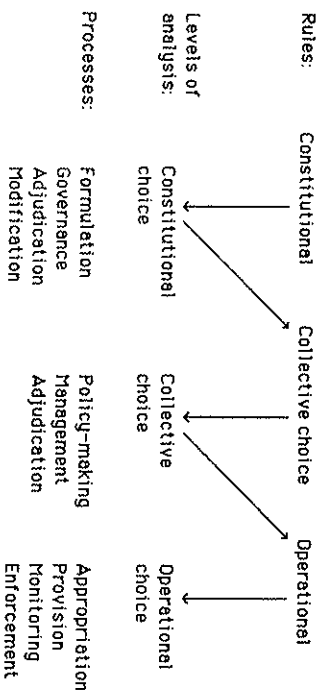 Rules:
Constitutional
Collective choice
Operational
Levels of
analysis:
Constitutional
choice
Collective
choice
Operational
choice
Processes:
Formulation
Governance
Adjudication
Modification
Policy-making
Management
Adjudication
Appropriation
Provision
Monitoring
Enforcement